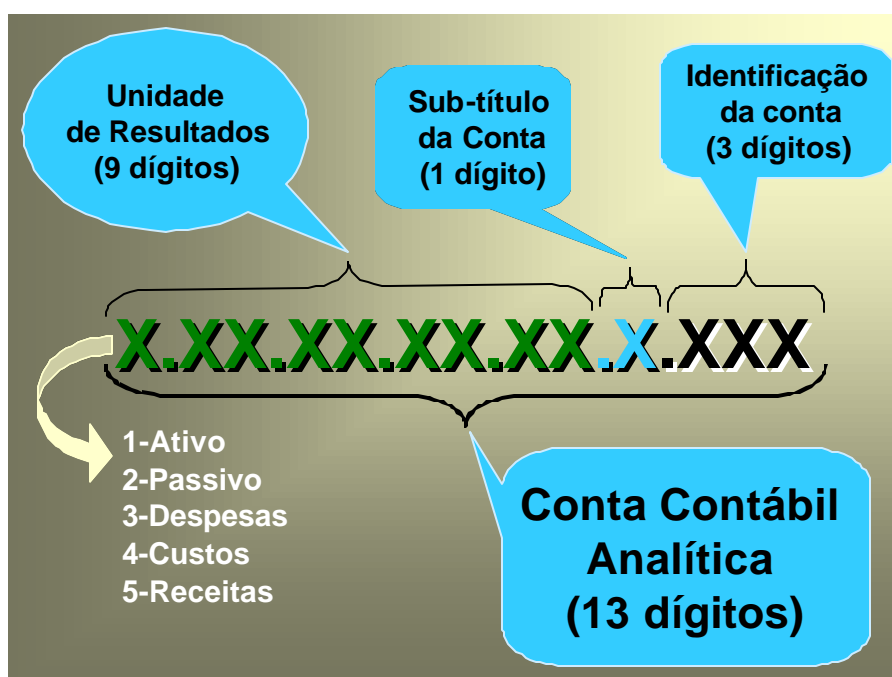 Unidade
de Resultados
(9 dígitos)
Sub-título
da Conta
(1 dígito)
Identificação
da conta
(3 dígitos)
X.XX.XX.XX.XX.X.XXX
1-Ativo
2-Passivo
3-Despesas
4-Custos
5-Receitas
Conta Contábil
Analítica
(13 dígitos)